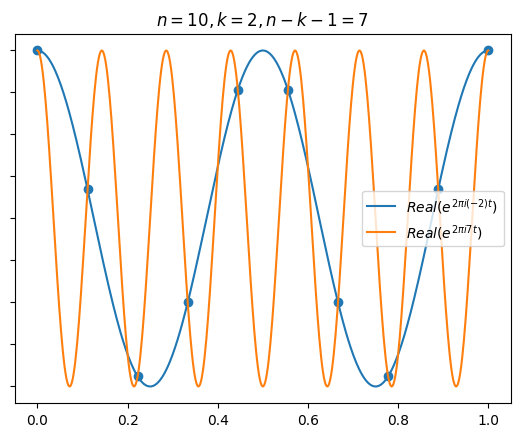 n = 10, k = 2, n − k − 1 = 7
Real(e^{2πi(−2)t})
Real(e^{2πi7t})
0.0 0.2 0.4 0.6 0.8 1.0